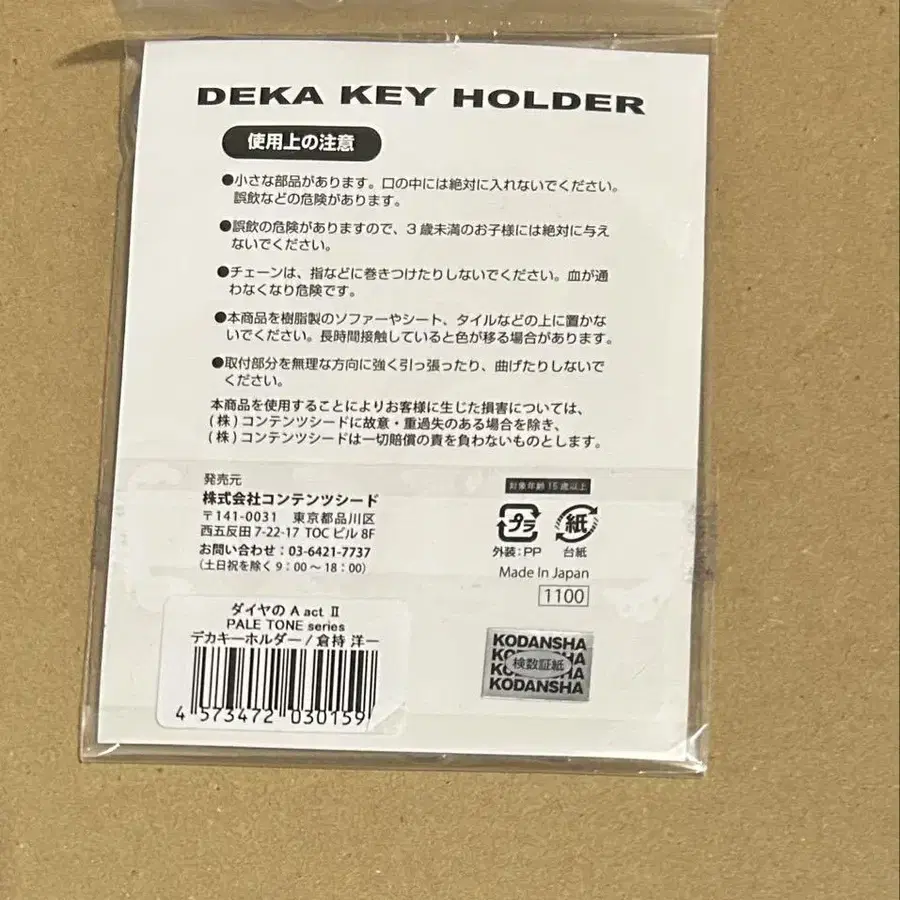 DEKA KEY HOLDER
使用上の注意
●小さな部品があります。口の中には絶対に入れないでください。
誤飲などの危険があります。
●誤飲の危険がありますので、3歳未満のお子様には絶対に与え
ないでください。
●チェーンは、指などに巻きつけたりしないでください。血が通
わなくなり危険です。
●本商品を樹脂製のソファーやシート、タイルなどの上に置かな
いでください。長時間接触していると色が移る場合があります。
●取付部分を無理な方向に強く引っ張ったり、曲げたりしないで
ください。
本商品を使用することによりお客様に生じた損害については、
(株)コンテンツシードに故意・重過失のある場合を除き、
(株)コンテンツシードは一切賠償の責を負わないものとします。
発売元
株式会社コンテンツシード
〒141-0031 東京都品川区
西五反田7-22-17 TOCビル 8F
お問い合わせ:03-6421-7737
(土日祝を除く9:00〜18:00)
対象年齢15歳以上
プラ 紙
外装:PP 台紙
Made In Japan
1100
ダイヤの A act II
PALE TONE series
デカキーホルダー/倉持 洋一
4 573472 030159
KODANSHA
KODANSHA
検数証紙
KODANSHA
KODANSHA